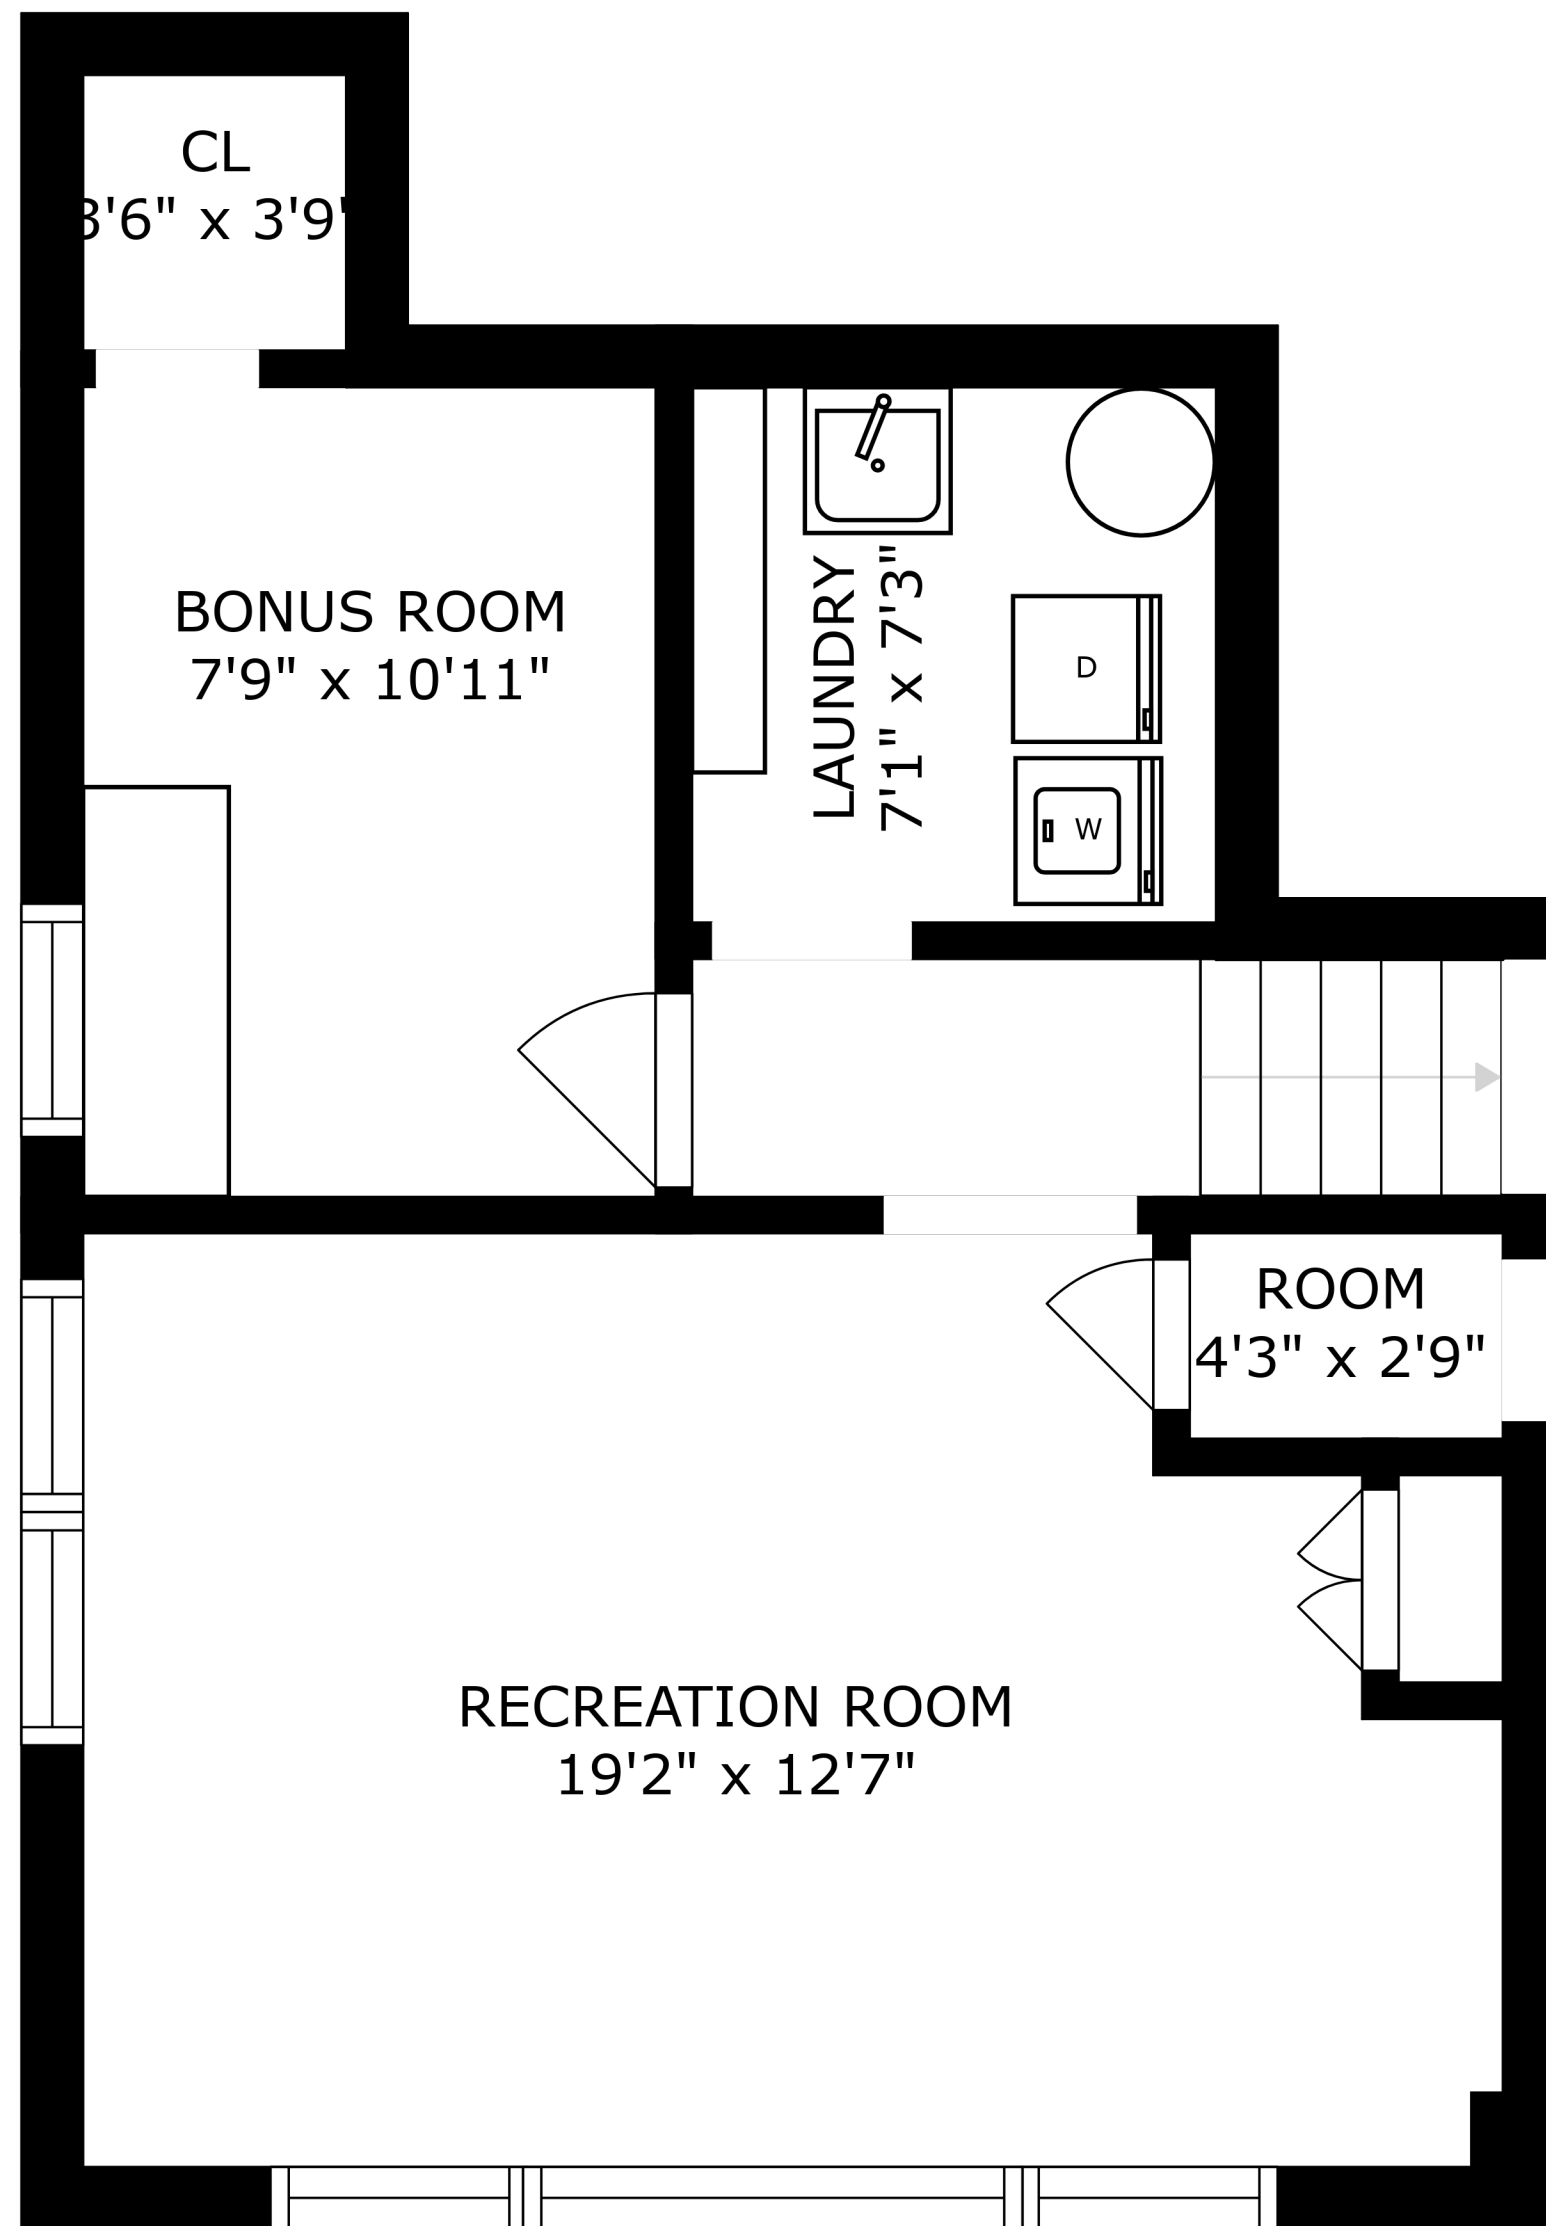 CL
3'6" x 3'9"
BONUS ROOM
7'9" x 10'11"
LAUNDRY
7'1" x 7'3"
D
W
ROOM
4'3" x 2'9"
RECREATION ROOM
19'2" x 12'7"